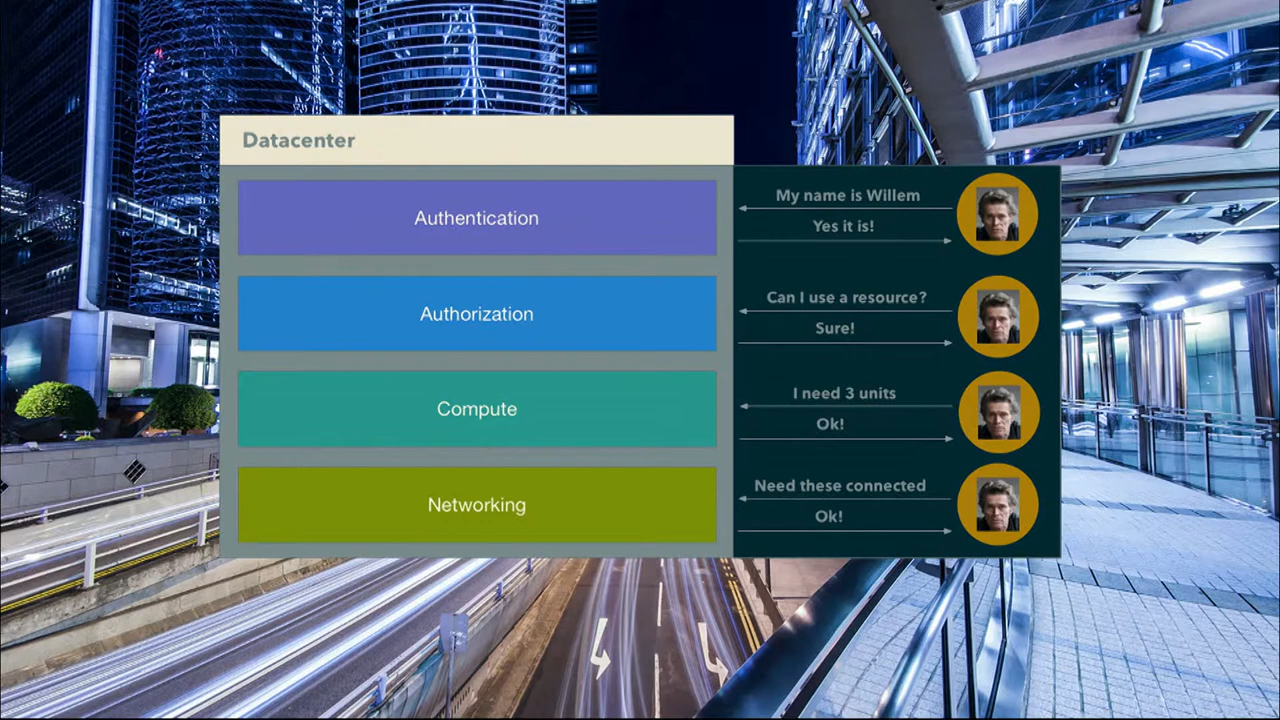 Datacenter
Authentication
My name is Willem
Yes it is!
Authorization
Can I use a resource?
Sure!
Compute
I need 3 units
Ok!
Networking
Need these connected
Ok!